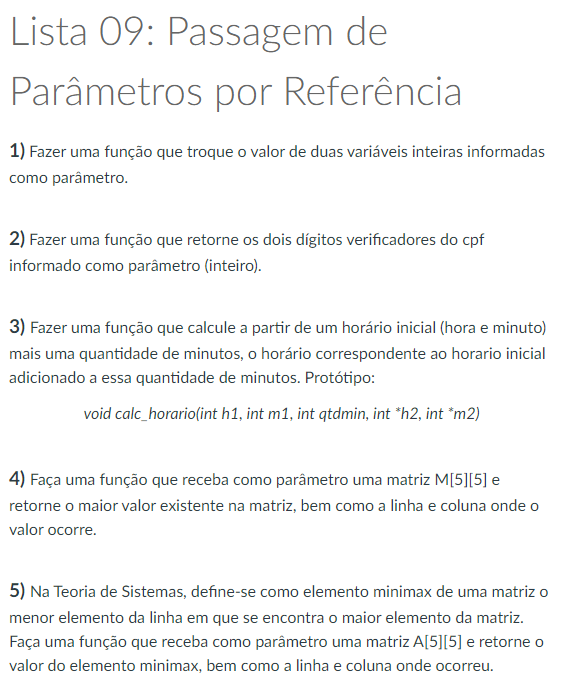 Lista 09: Passagem de
Parâmetros por Referência
1) Fazer uma função que troque o valor de duas variáveis inteiras informadas
como parâmetro.
2) Fazer uma função que retorne os dois dígitos verificadores do cpf
informado como parâmetro (inteiro).
3) Fazer uma função que calcule a partir de um horário inicial (hora e minuto)
mais uma quantidade de minutos, o horário correspondente ao horario inicial
adicionado a essa quantidade de minutos. Protótipo:
void calc_horario(int h1, int m1, int qtdmin, int *h2, int *m2)
4) Faça uma função que receba como parâmetro uma matriz M[5][5] e
retorne o maior valor existente na matriz, bem como a linha e coluna onde o
valor ocorre.
5) Na Teoria de Sistemas, define-se como elemento minimax de uma matriz o
menor elemento da linha em que se encontra o maior elemento da matriz.
Faça uma função que receba como parâmetro uma matriz A[5][5] e retorne o
valor do elemento minimax, bem como a linha e coluna onde ocorreu.